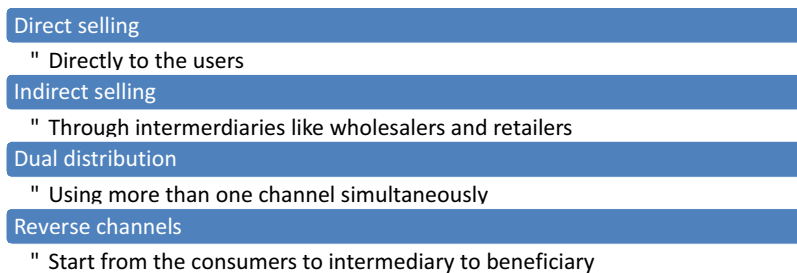 Direct selling
" Directly to the users
Indirect selling
" Through intermerdiaries like wholesalers and retailers
Dual distribution
" Using more than one channel simultaneously
Reverse channels
" Start from the consumers to intermediary to beneficiary